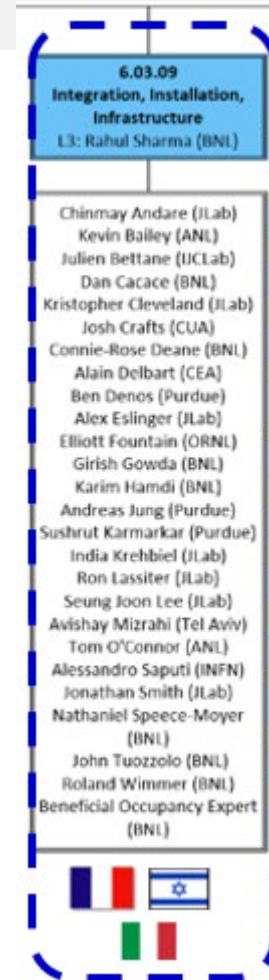 6.03.09
Integration, Installation,
Infrastructure
L3: Rahul Sharma (BNL)
Chinmay Andare (JLab)
Kevin Bailey (ANL)
Julien Bettane (IJCLab)
Dan Cacace (BNL)
Kristopher Cleveland (JLab)
Josh Crafts (CUA)
Connie-Rose Deane (BNL)
Alain Delbart (CEA)
Ben Denos (Purdue)
Alex Eslinger (JLab)
Elliott Fountain (ORNL)
Girish Gowda (BNL)
Karim Hamdi (BNL)
Andreas Jung (Purdue)
Sushrut Karmarkar (Purdue)
India Krehbiel (JLab)
Ron Lassiter (JLab)
Seung Joon Lee (JLab)
Avishay Mizrahi (Tel Aviv)
Tom O'Connor (ANL)
Alessandro Saputi (INFN)
Jonathan Smith (JLab)
Nathaniel Speece-Moyer
(BNL)
John Tuozzolo (BNL)
Roland Wimmer (BNL)
Beneficial Occupancy Expert
(BNL)